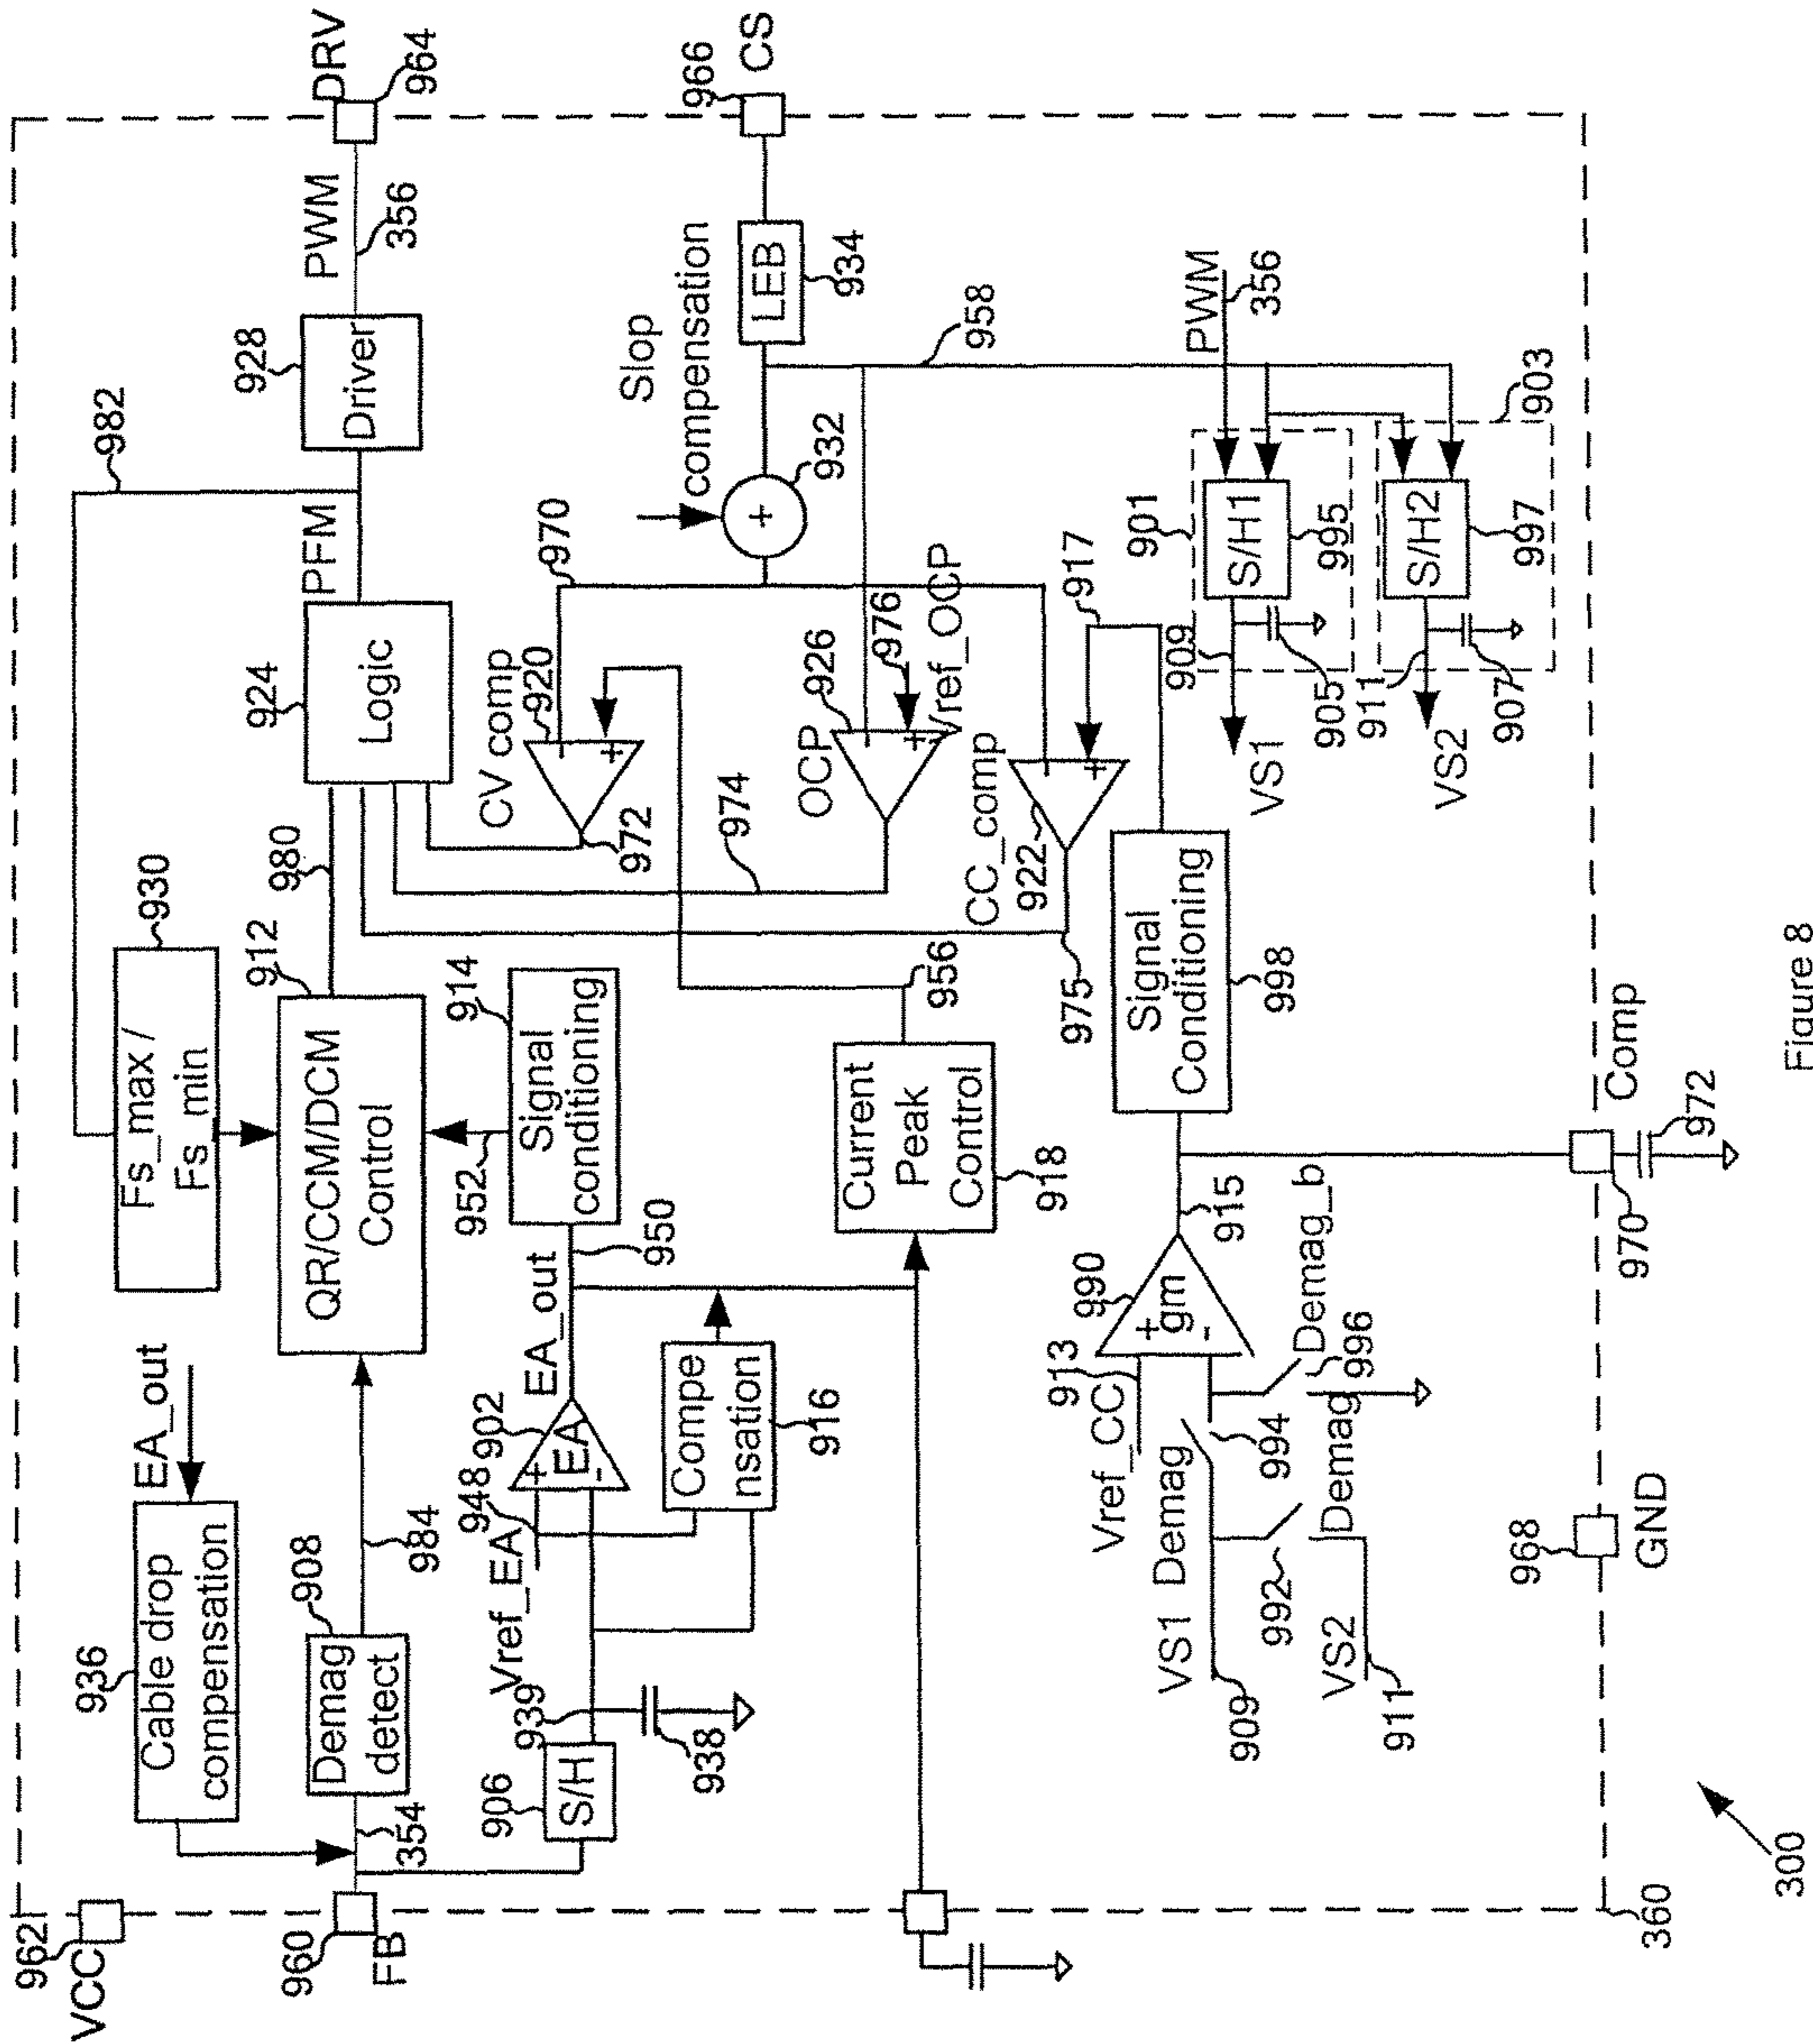 962
VCC
960
FB
936
Cable drop
compensation
EA_out
930
Fs_max /
Fs_min
982
354
908
Demag
detect
984
912
QR/CCM/DCM
Control
980
924
Logic
PFM
928
Driver
PWM
356
DRV
964
906
S/H
939
938
Vref_EA
948
902
+
EA
-
EA_out
950
952
914
Signal
conditioning
Compe
nsation
916
CV comp
920
-
+
972
970
Slop
compensation
+
932
LEB
934
966
CS
958
974
OCP
926
-
+
976
Vref_OCP
Current
Peak
Control
918
956
CC_comp
922
-
+
975
917
Vref_CC
913
990
+
gm
-
915
VS1 Demag
909
994
Demag_b
996
992
Demag
VS2
911
Signal
Conditioning
998
PWM
356
901
S/H1
995
909
905
VS1
903
S/H2
997
911
907
VS2
968
GND
970
Comp
972
360
300
Figure 8